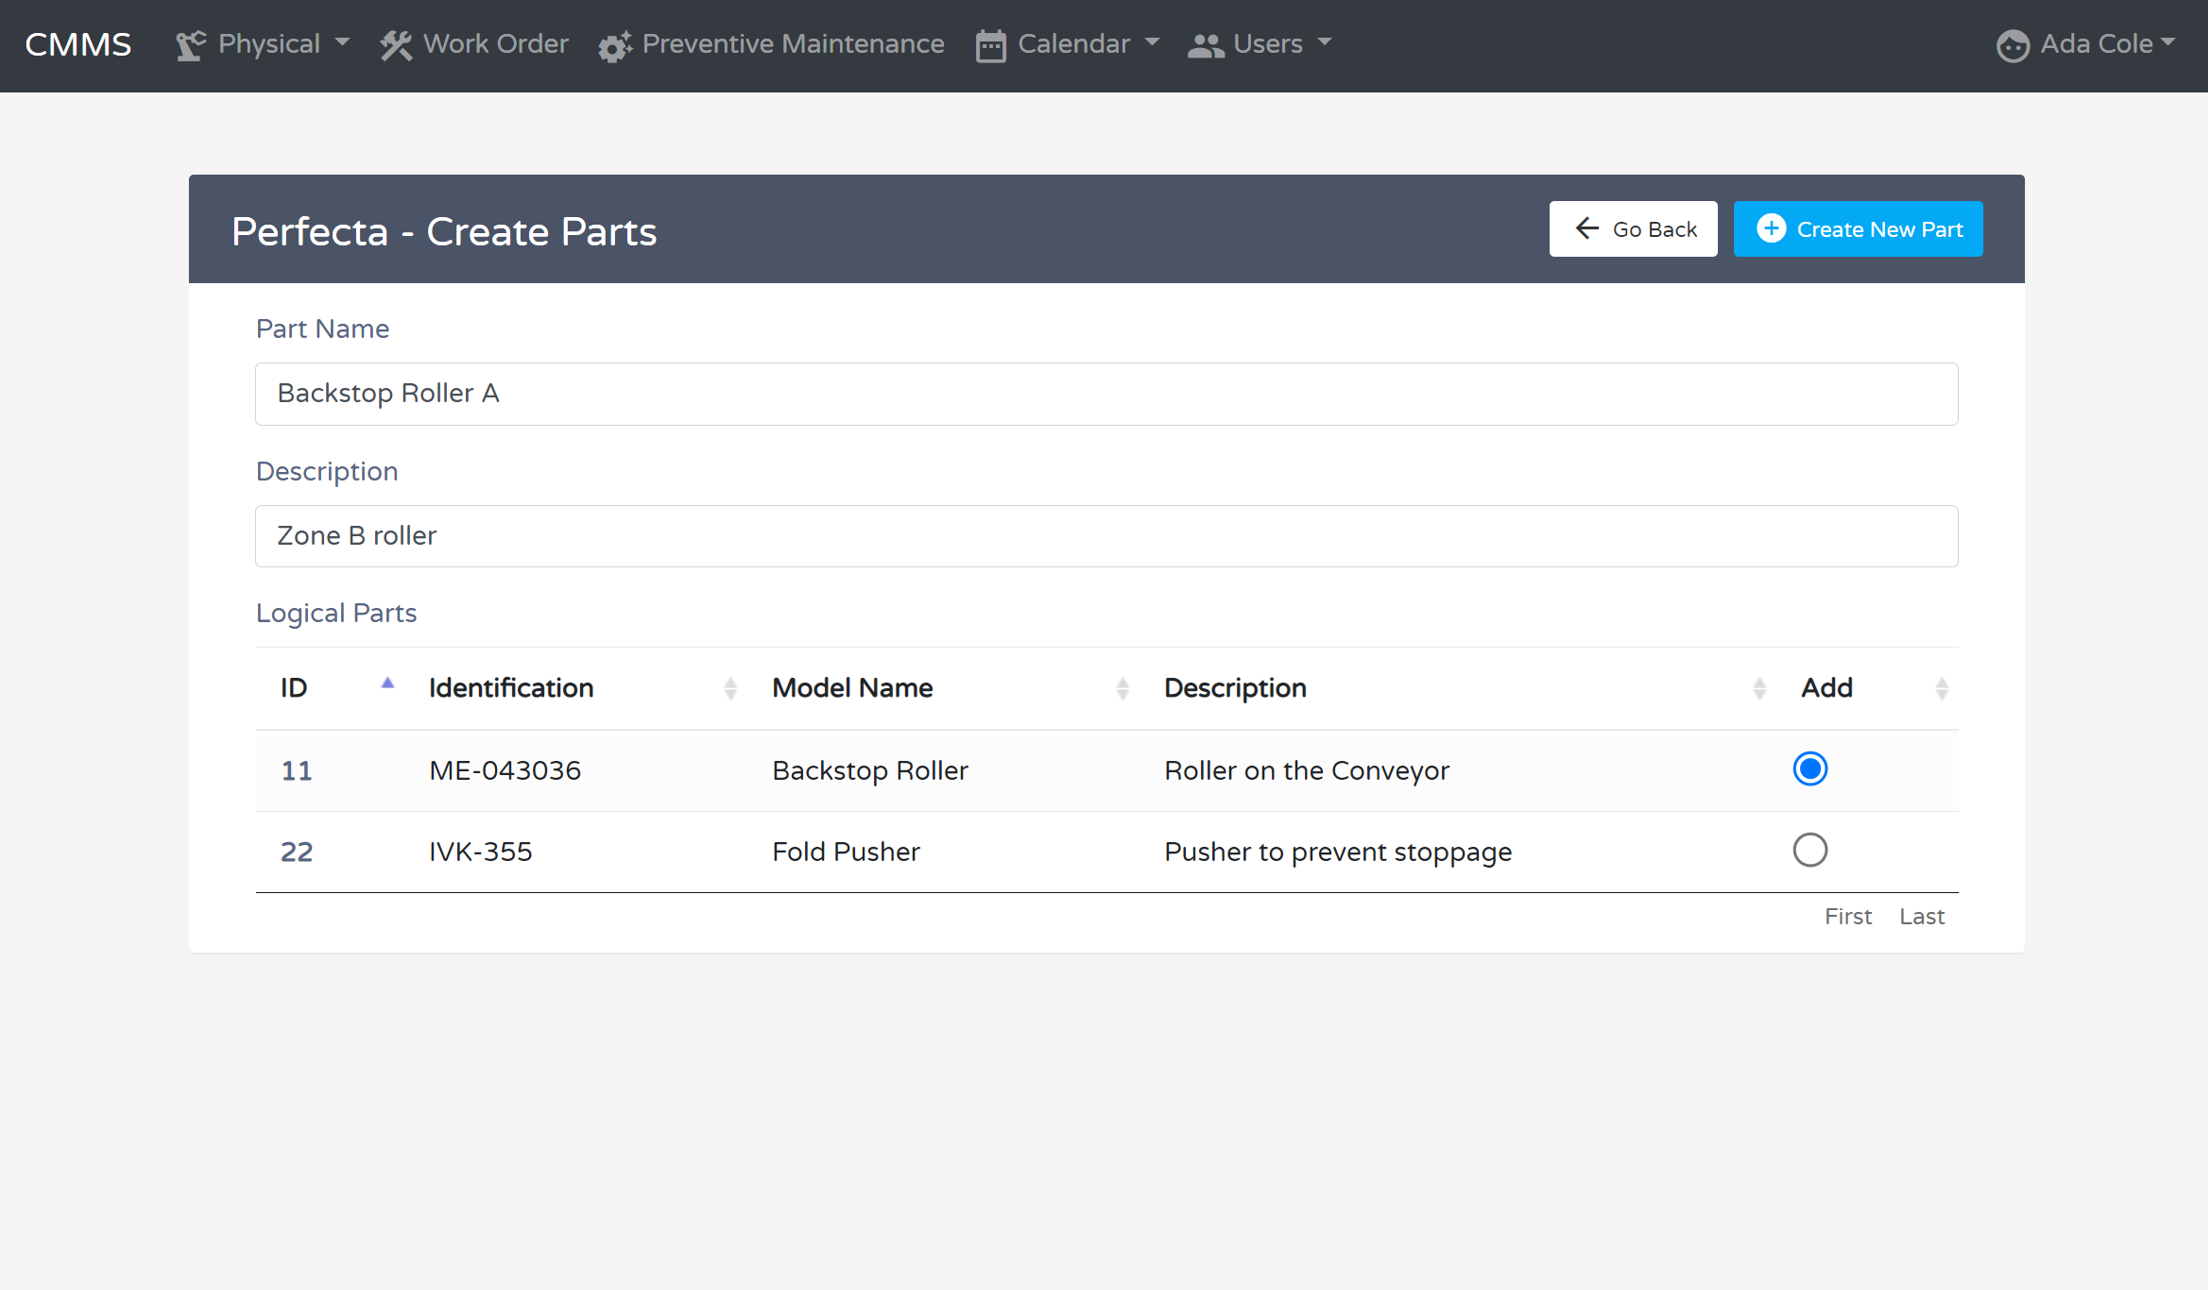 CMMS Physical Work Order Preventive Maintenance Calendar Users Ada Cole
Perfecta - Create Parts Go Back Create New Part
Part Name
Backstop Roller A
Description
Zone B roller
Logical Parts
ID Identification Model Name Description Add
11 ME-043036 Backstop Roller Roller on the Conveyor
22 IVK-355 Fold Pusher Pusher to prevent stoppage
First Last